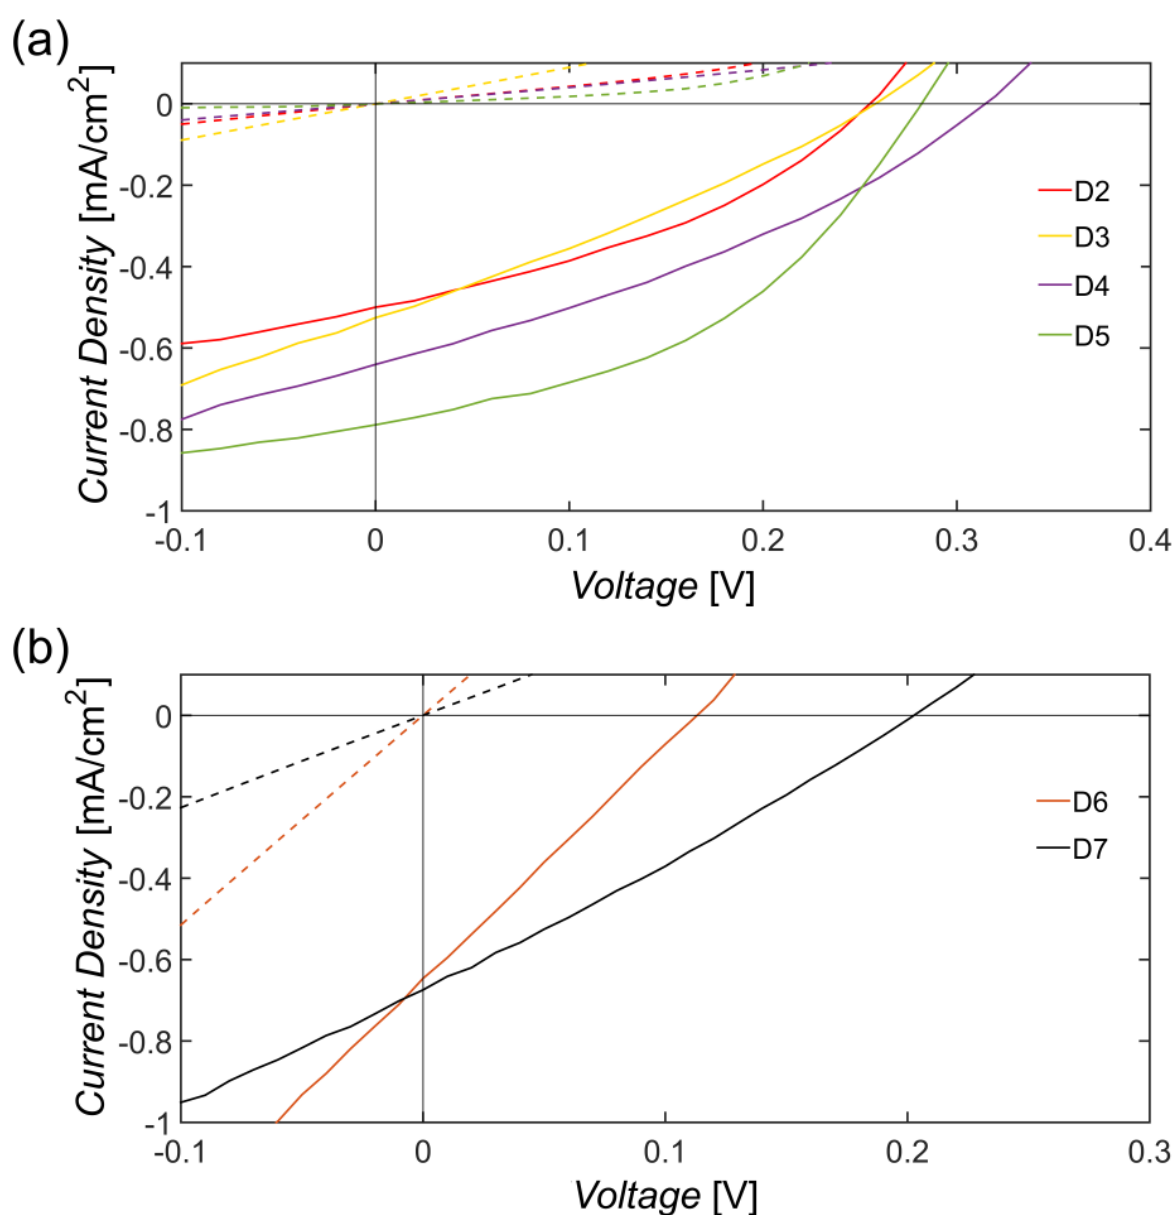 (a)
Current Density [mA/cm²]
0
-0.2
-0.4
-0.6
-0.8
-1
D2
D3
D4
D5
-0.1 0 0.1 0.2 0.3 0.4
Voltage [V]
(b)
Current Density [mA/cm²]
0
-0.2
-0.4
-0.6
-0.8
-1
D6
D7
-0.1 0 0.1 0.2 0.3
Voltage [V]